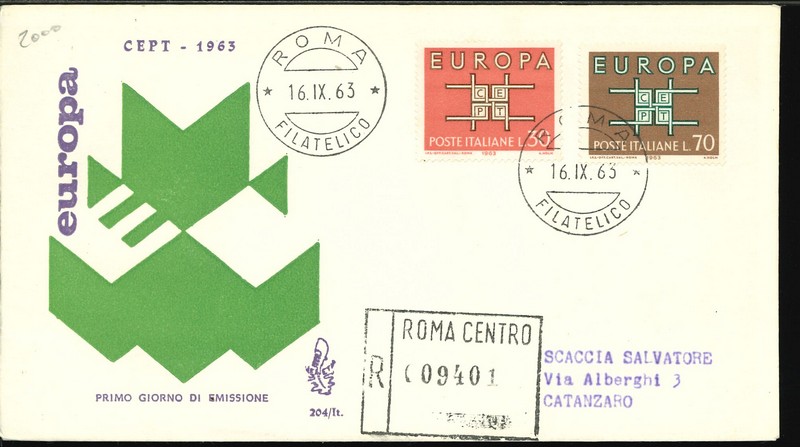 2000
CEPT - 1963
europa
ROMA
* 16.IX.63 *
FILATELICO
EUROPA
CEPT
POSTE ITALIANE L.30
1963
EUROPA
CEPT
POSTE ITALIANE L.70
1963
ROMA
* 16.IX.63 *
FILATELICO
PRIMO GIORNO DI EMISSIONE
204/It.
R
ROMA CENTRO
09401
SCACCIA SALVATORE
Via Alberghi 3
CATANZARO